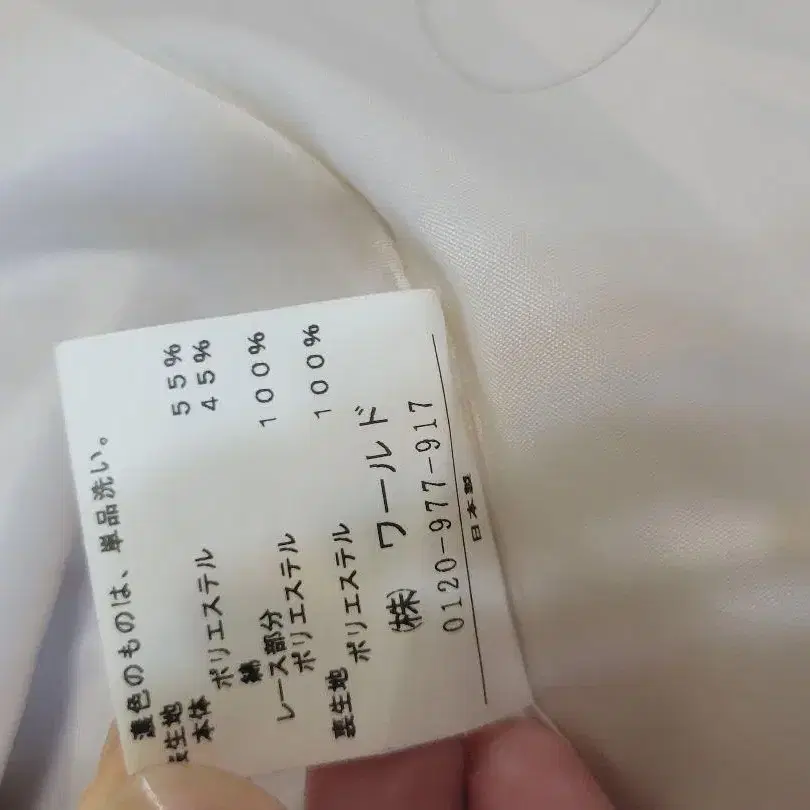 濃色のものは、単品洗い。
表生地
本体
ポリエステル 55%
綿 45%
レース部分
ポリエステル 100%
裏生地
ポリエステル 100%
(株) ワールド
0120-977-917
日本製